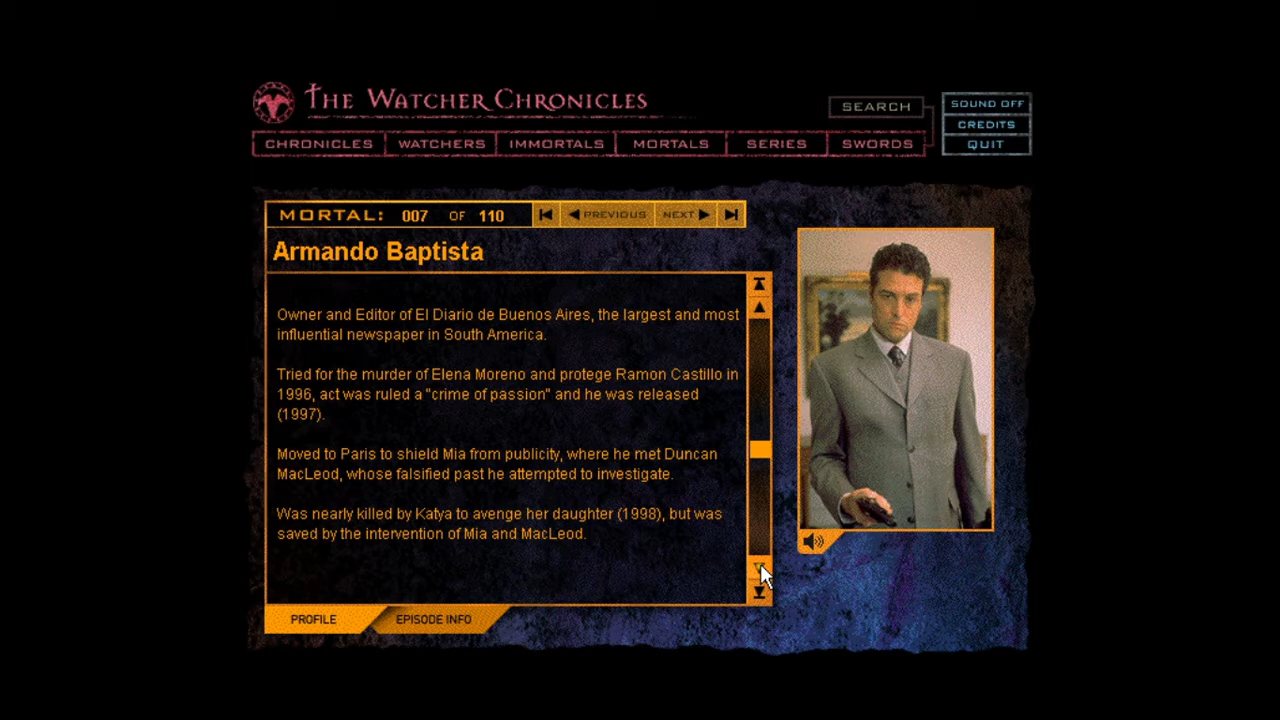 THE WATCHER CHRONICLES
SEARCH
SOUND OFF
CREDITS
QUIT
CHRONICLES
WATCHERS
IMMORTALS
MORTALS
SERIES
SWORDS
MORTAL: 007 OF 110
PREVIOUS
NEXT
Armando Baptista
Owner and Editor of El Diario de Buenos Aires, the largest and most
influential newspaper in South America.
Tried for the murder of Elena Moreno and protege Ramon Castillo in
1996, act was ruled a "crime of passion" and he was released
(1997).
Moved to Paris to shield Mia from publicity, where he met Duncan
MacLeod, whose falsified past he attempted to investigate.
Was nearly killed by Katya to avenge her daughter (1998), but was
saved by the intervention of Mia and MacLeod.
PROFILE
EPISODE INFO